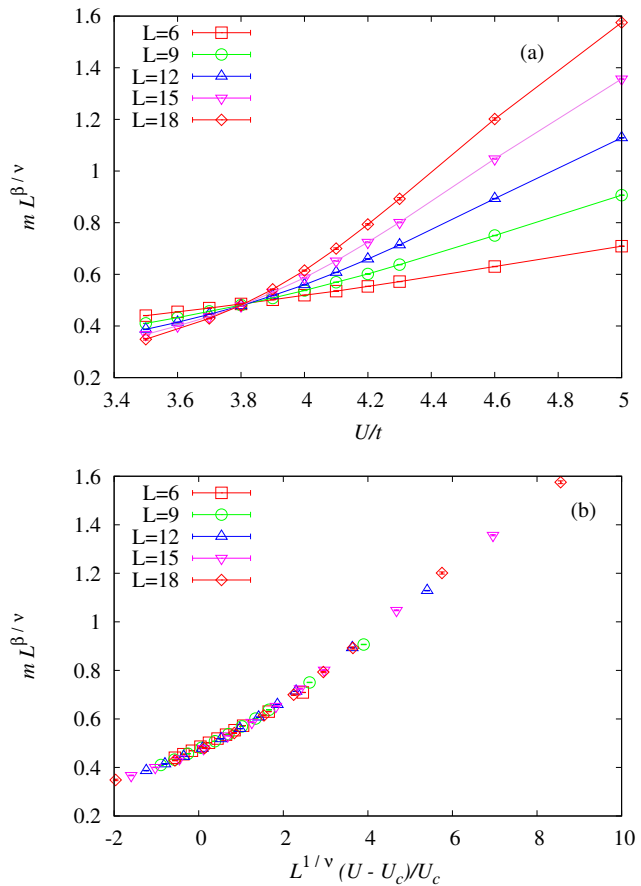 1.6
1.4
1.2
1
0.8
0.6
0.4
0.2
m L^{β/ν}
L=6
L=9
L=12
L=15
L=18
(a)
3.4 3.6 3.8 4 4.2 4.4 4.6 4.8 5
U/t
1.6
1.4
1.2
1
0.8
0.6
0.4
0.2
m L^{β/ν}
L=6
L=9
L=12
L=15
L=18
(b)
-2 0 2 4 6 8 10
L^{1/ν} (U - U_c)/U_c